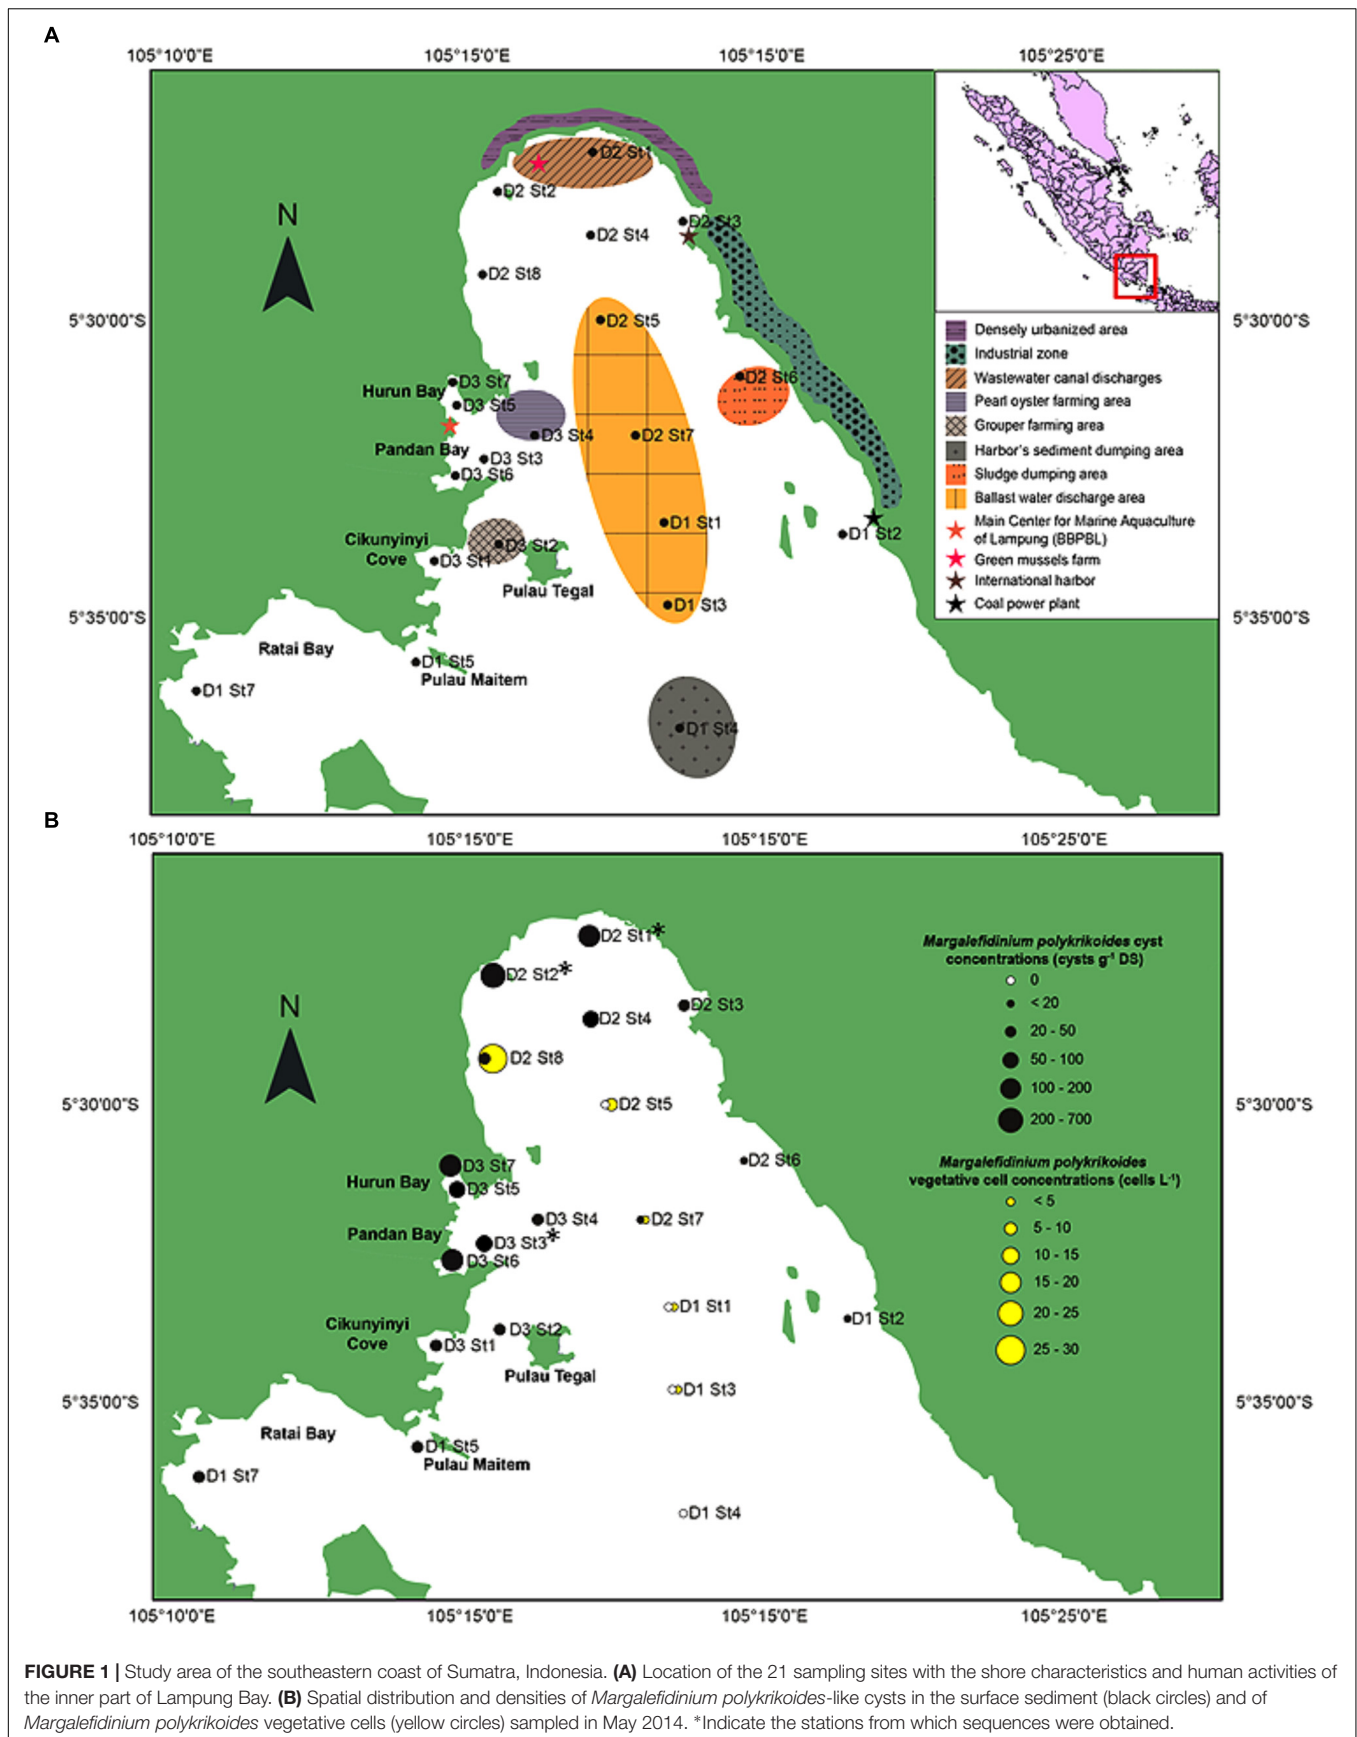 A
105°10'0"E 105°15'0"E 105°15'0"E 105°25'0"E
D2 St1
D2 St2
D2 St3
D2 St4
N
D2 St8
5°30'00"S D2 St5 5°30'00"S
Densely urbanized area
Industrial zone
Wastewater canal discharges
Pearl oyster farming area
Grouper farming area
Harbor's sediment dumping area
Sludge dumping area
Ballast water discharge area
Main Center for Marine Aquaculture
of Lampung (BBPBL)
Green mussels farm
International harbor
Coal power plant
D2 St6
D3 St7
Hurun Bay
D3 St5
D3 St4
D2 St7
Pandan Bay
D3 St3
D3 St6
D1 St1
D1 St2
Cikunyinyi
Cove
D3 St2
D3 St1
Pulau Tegal
D1 St3
5°35'00"S 5°35'00"S
Ratai Bay
D1 St5
Pulau Maitem
D1 St7
D1 St4
B
105°10'0"E 105°15'0"E 105°15'0"E 105°25'0"E
D2 St1*
D2 St2*
D2 St3
D2 St4
N
D2 St8
5°30'00"S D2 St5 5°30'00"S
Margalefidinium polykrikoides cyst
concentrations (cysts g⁻¹ DS)
0
< 20
20 - 50
50 - 100
100 - 200
200 - 700
Margalefidinium polykrikoides
vegetative cell concentrations (cells L⁻¹)
< 5
5 - 10
10 - 15
15 - 20
20 - 25
25 - 30
D2 St6
D3 St7
Hurun Bay
D3 St5
D3 St4
D2 St7
Pandan Bay
D3 St3*
D3 St6
D1 St1
D1 St2
Cikunyinyi
Cove
D3 St2
D3 St1
Pulau Tegal
D1 St3
5°35'00"S 5°35'00"S
Ratai Bay
D1 St5
Pulau Maitem
D1 St7
D1 St4
105°10'0"E 105°15'0"E 105°15'0"E 105°25'0"E
FIGURE 1 | Study area of the southeastern coast of Sumatra, Indonesia. (A) Location of the 21 sampling sites with the shore characteristics and human activities of
the inner part of Lampung Bay. (B) Spatial distribution and densities of Margalefidinium polykrikoides-like cysts in the surface sediment (black circles) and of
Margalefidinium polykrikoides vegetative cells (yellow circles) sampled in May 2014. *Indicate the stations from which sequences were obtained.